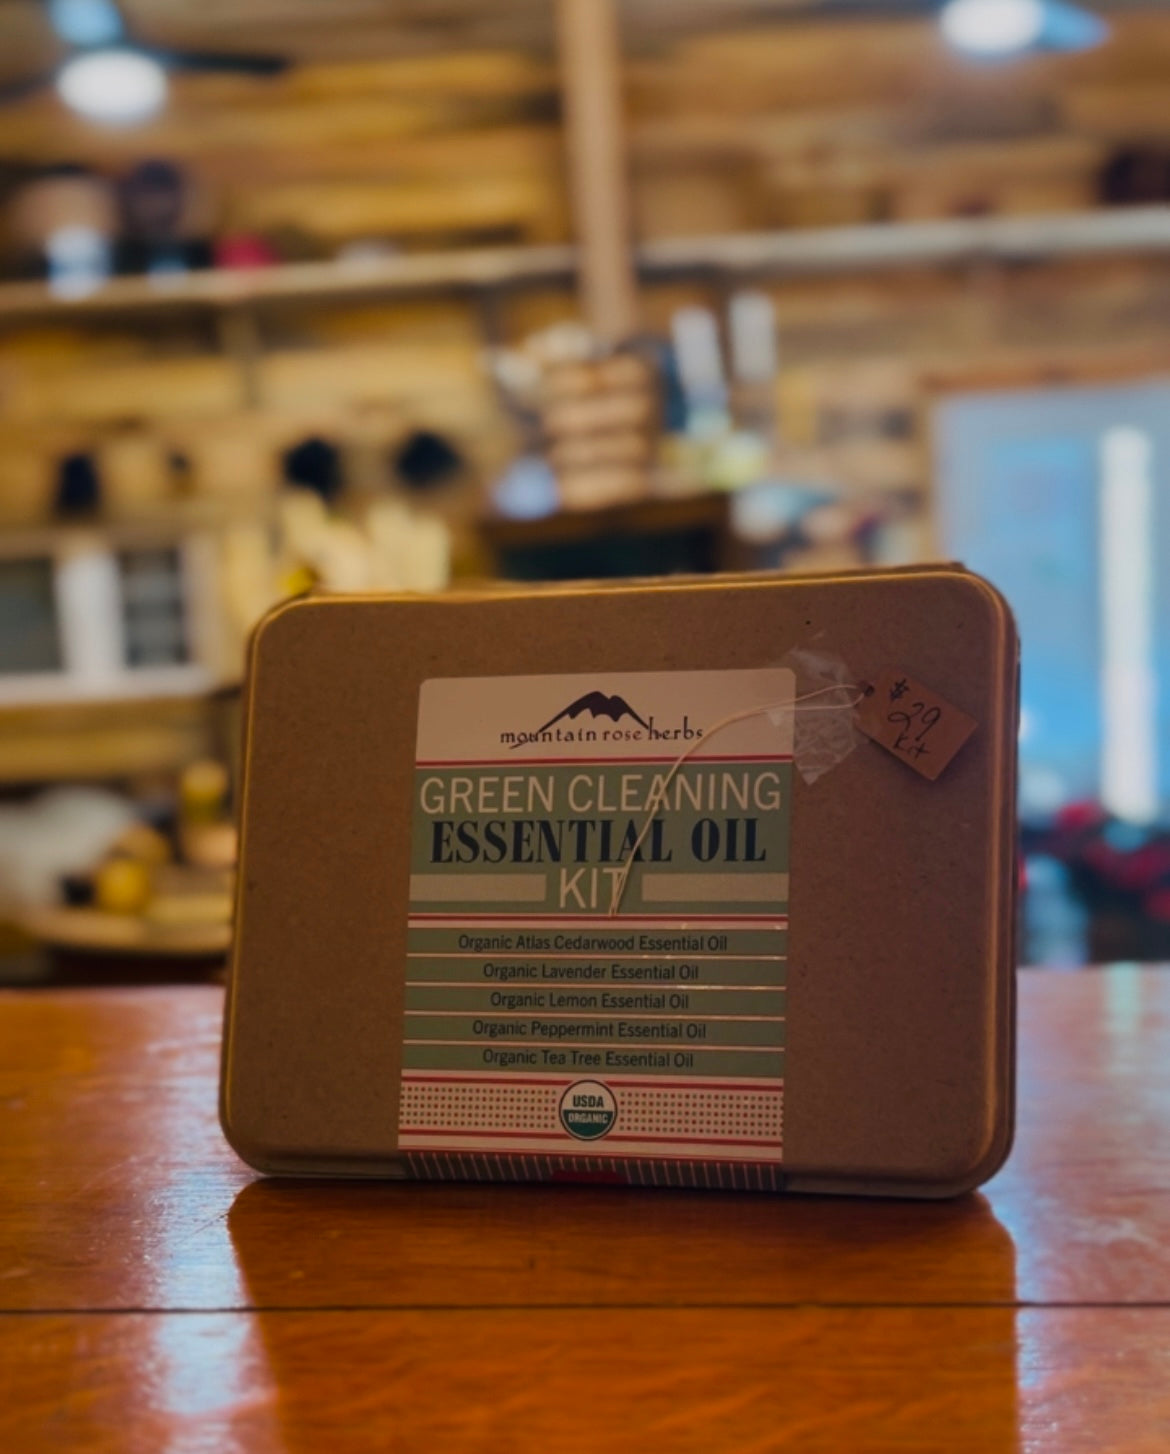 mountain rose herbs
GREEN CLEANING
ESSENTIAL OIL
KIT
Organic Atlas Cedarwood Essential Oil
Organic Lavender Essential Oil
Organic Lemon Essential Oil
Organic Peppermint Essential Oil
Organic Tea Tree Essential Oil
USDA
ORGANIC
$
29
kit